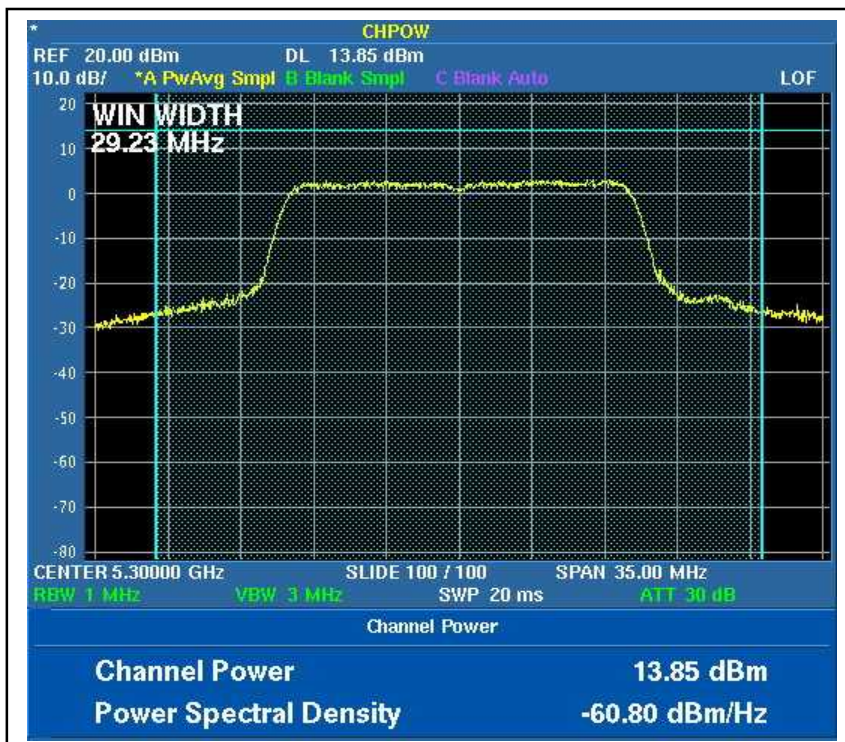 *
CHPOW
REF 20.00 dBm DL 13.85 dBm
10.0 dB/ *A PwAvg Smpl B Blank Smpl C Blank Auto LOF
WIN WIDTH
29.23 MHz
20
10
0
-10
-20
-30
-40
-50
-60
-70
-80
CENTER 5.30000 GHz SLIDE 100 / 100 SPAN 35.00 MHz
RBW 1 MHz VBW 3 MHz SWP 20 ms ATT 30 dB
Channel Power
Channel Power 13.85 dBm
Power Spectral Density -60.80 dBm/Hz